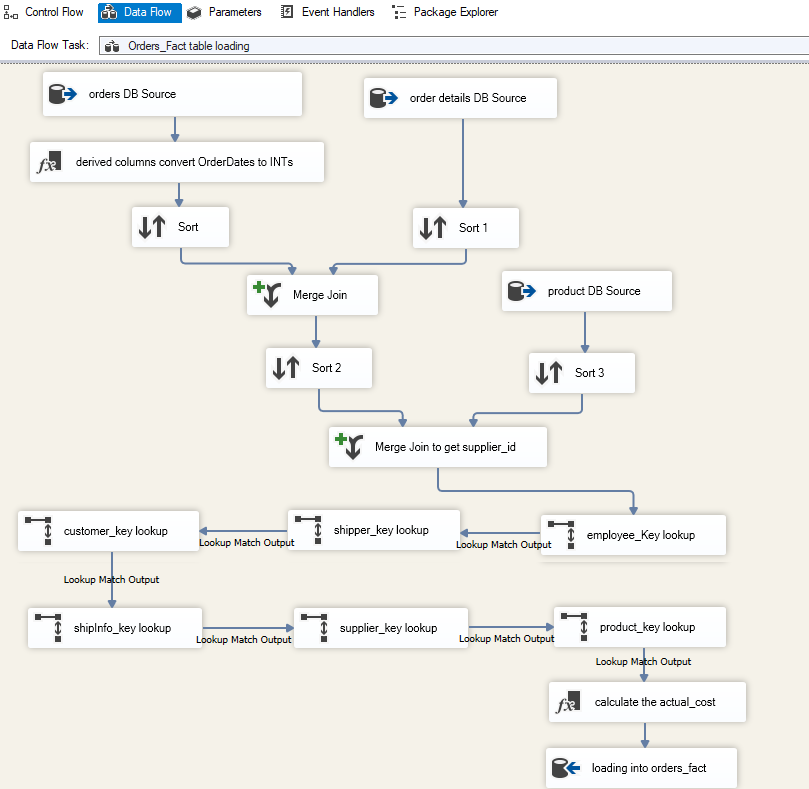 Control Flow
Data Flow
Parameters
Event Handlers
Package Explorer
Data Flow Task:
Orders_Fact table loading
orders DB Source
order details DB Source
fx
derived columns convert OrderDates to INTs
Sort
Sort 1
Merge Join
product DB Source
Sort 2
Sort 3
Merge Join to get supplier_id
customer_key lookup
shipper_key lookup
employee_Key lookup
Lookup Match Output
Lookup Match Output
Lookup Match Output
shipInfo_key lookup
supplier_key lookup
product_key lookup
Lookup Match Output
Lookup Match Output
Lookup Match Output
fx
calculate the actual_cost
loading into orders_fact